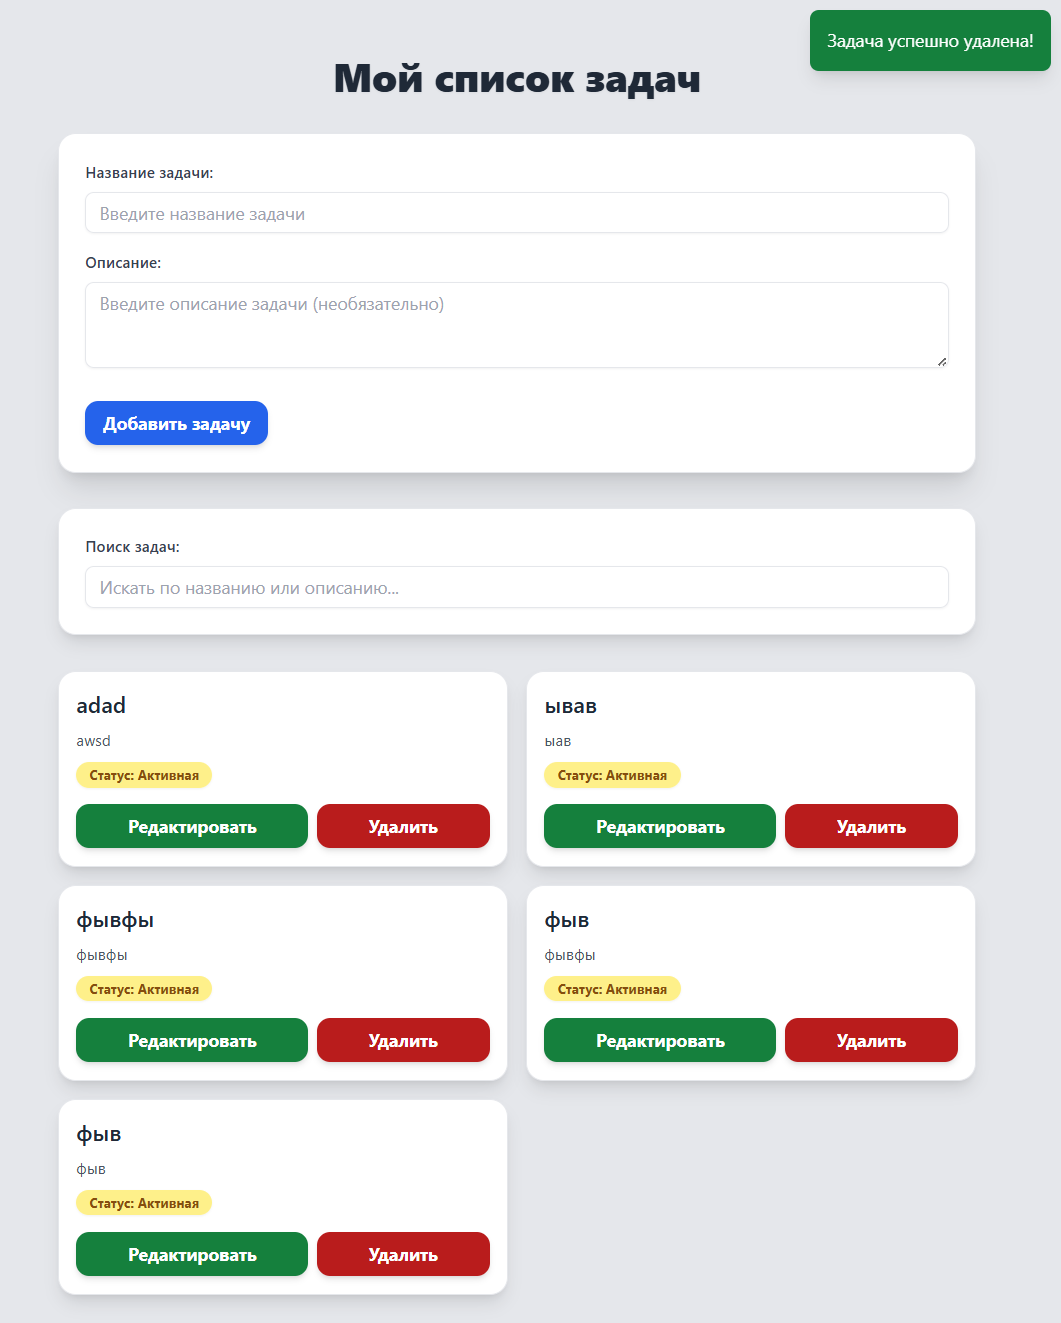 Задача успешно удалена!
Мой список задач
Название задачи:
Введите название задачи
Описание:
Введите описание задачи (необязательно)
Добавить задачу
Поиск задач:
Искать по названию или описанию...
adad
awsd
Статус: Активная
Редактировать Удалить
ывав
ыав
Статус: Активная
Редактировать Удалить
фывфы
фывфы
Статус: Активная
Редактировать Удалить
фыв
фывфы
Статус: Активная
Редактировать Удалить
фыв
фыв
Статус: Активная
Редактировать Удалить